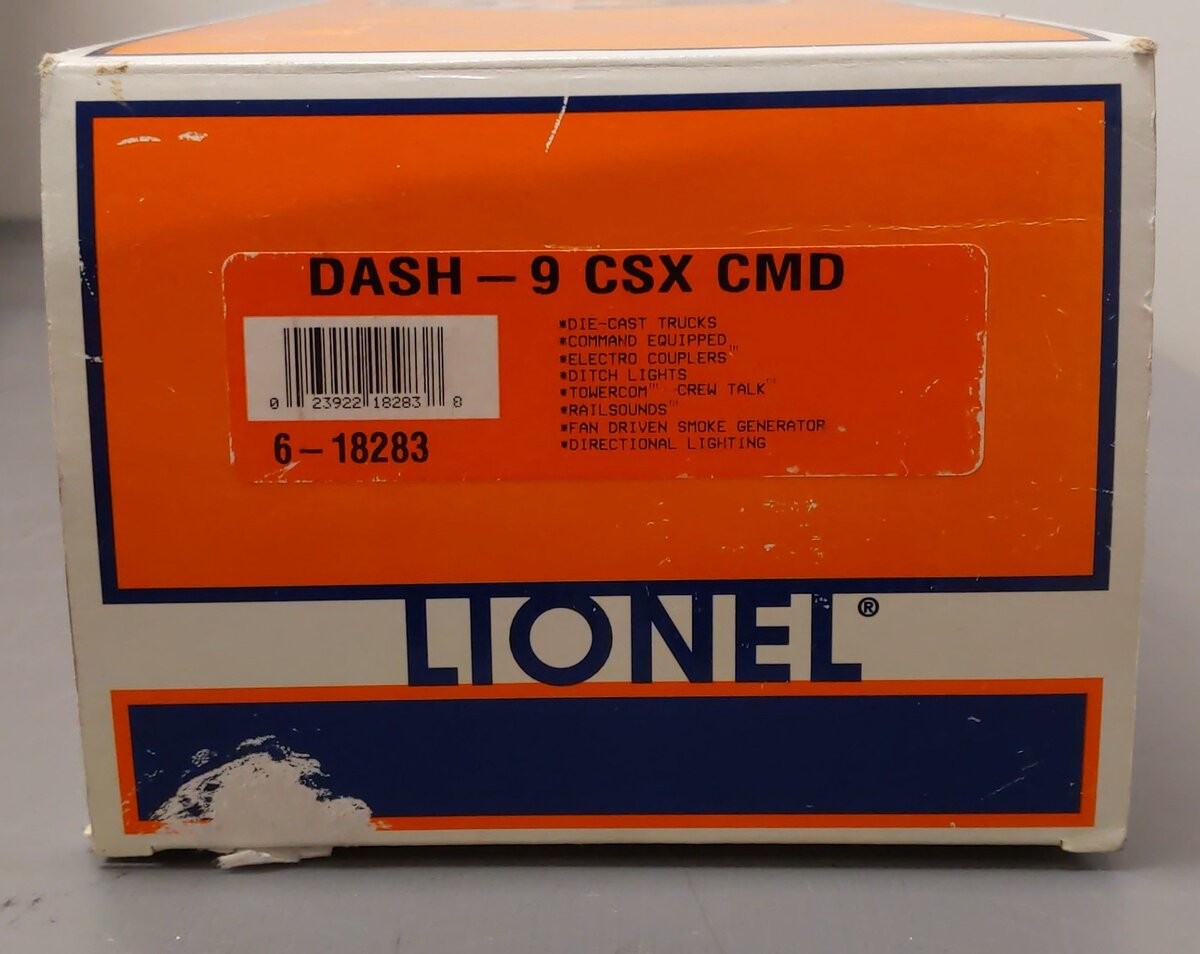 DASH – 9 CSX CMD
*DIE-CAST TRUCKS
*COMMAND EQUIPPED
*ELECTRO COUPLERS™
*DITCH LIGHTS
*TOWERCOM™ CREW TALK™
*RAILSOUNDS™
*FAN DRIVEN SMOKE GENERATOR
*DIRECTIONAL LIGHTING
0 23922 18283 8
6–18283
LIONEL®